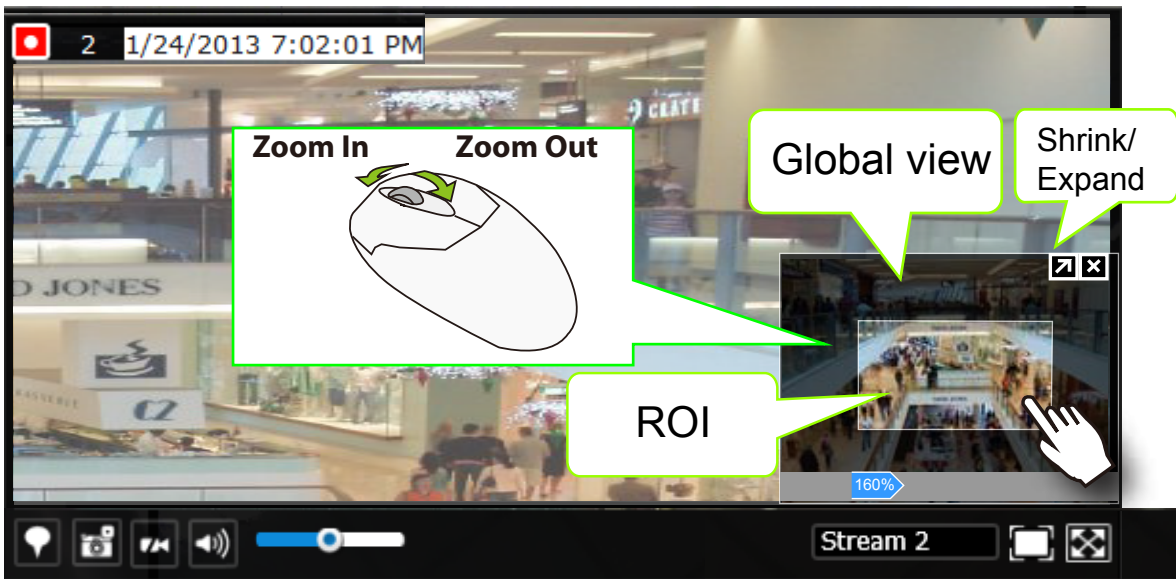 2 1/24/2013 7:02:01 PM
CRATE
Zoom In Zoom Out
Global view
Shrink/
Expand
JONES
ROI
160%
Stream 2